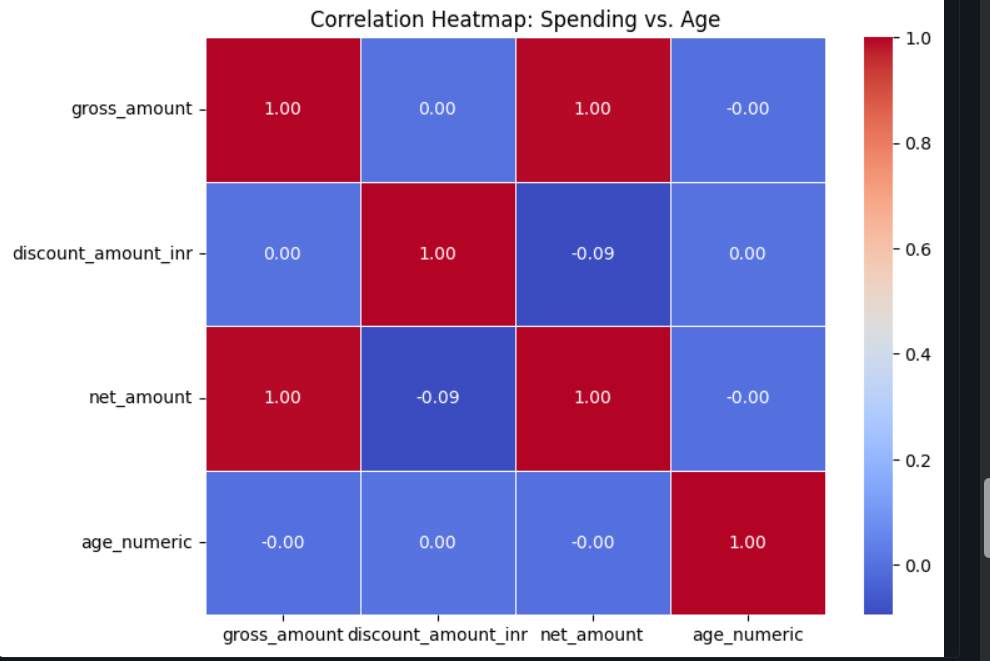 Correlation Heatmap: Spending vs. Age
gross_amount 1.00 0.00 1.00 -0.00
discount_amount_inr 0.00 1.00 -0.09 0.00
net_amount 1.00 -0.09 1.00 -0.00
age_numeric -0.00 0.00 -0.00 1.00
gross_amount discount_amount_inr net_amount age_numeric
1.0
0.8
0.6
0.4
0.2
0.0